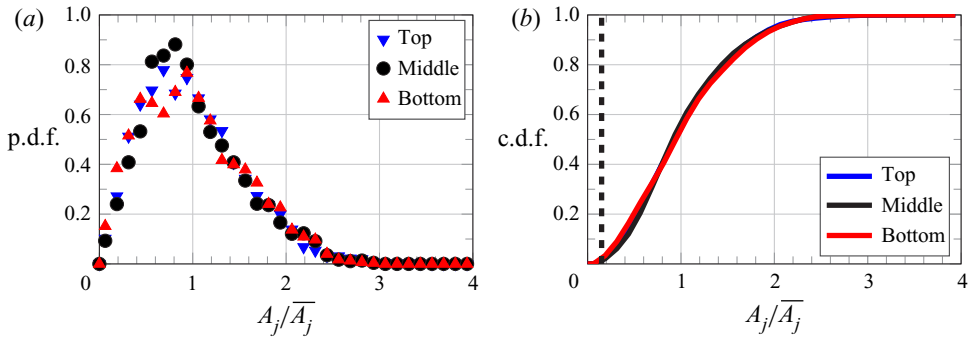 (a)
1.0
0.8
0.6
0.4
0.2
p.d.f.
0
1
2
3
4
A_j/\overline{A_j}
Top
Middle
Bottom
(b)
1.0
0.8
0.6
0.4
0.2
c.d.f.
0
1
2
3
4
A_j/\overline{A_j}
Top
Middle
Bottom